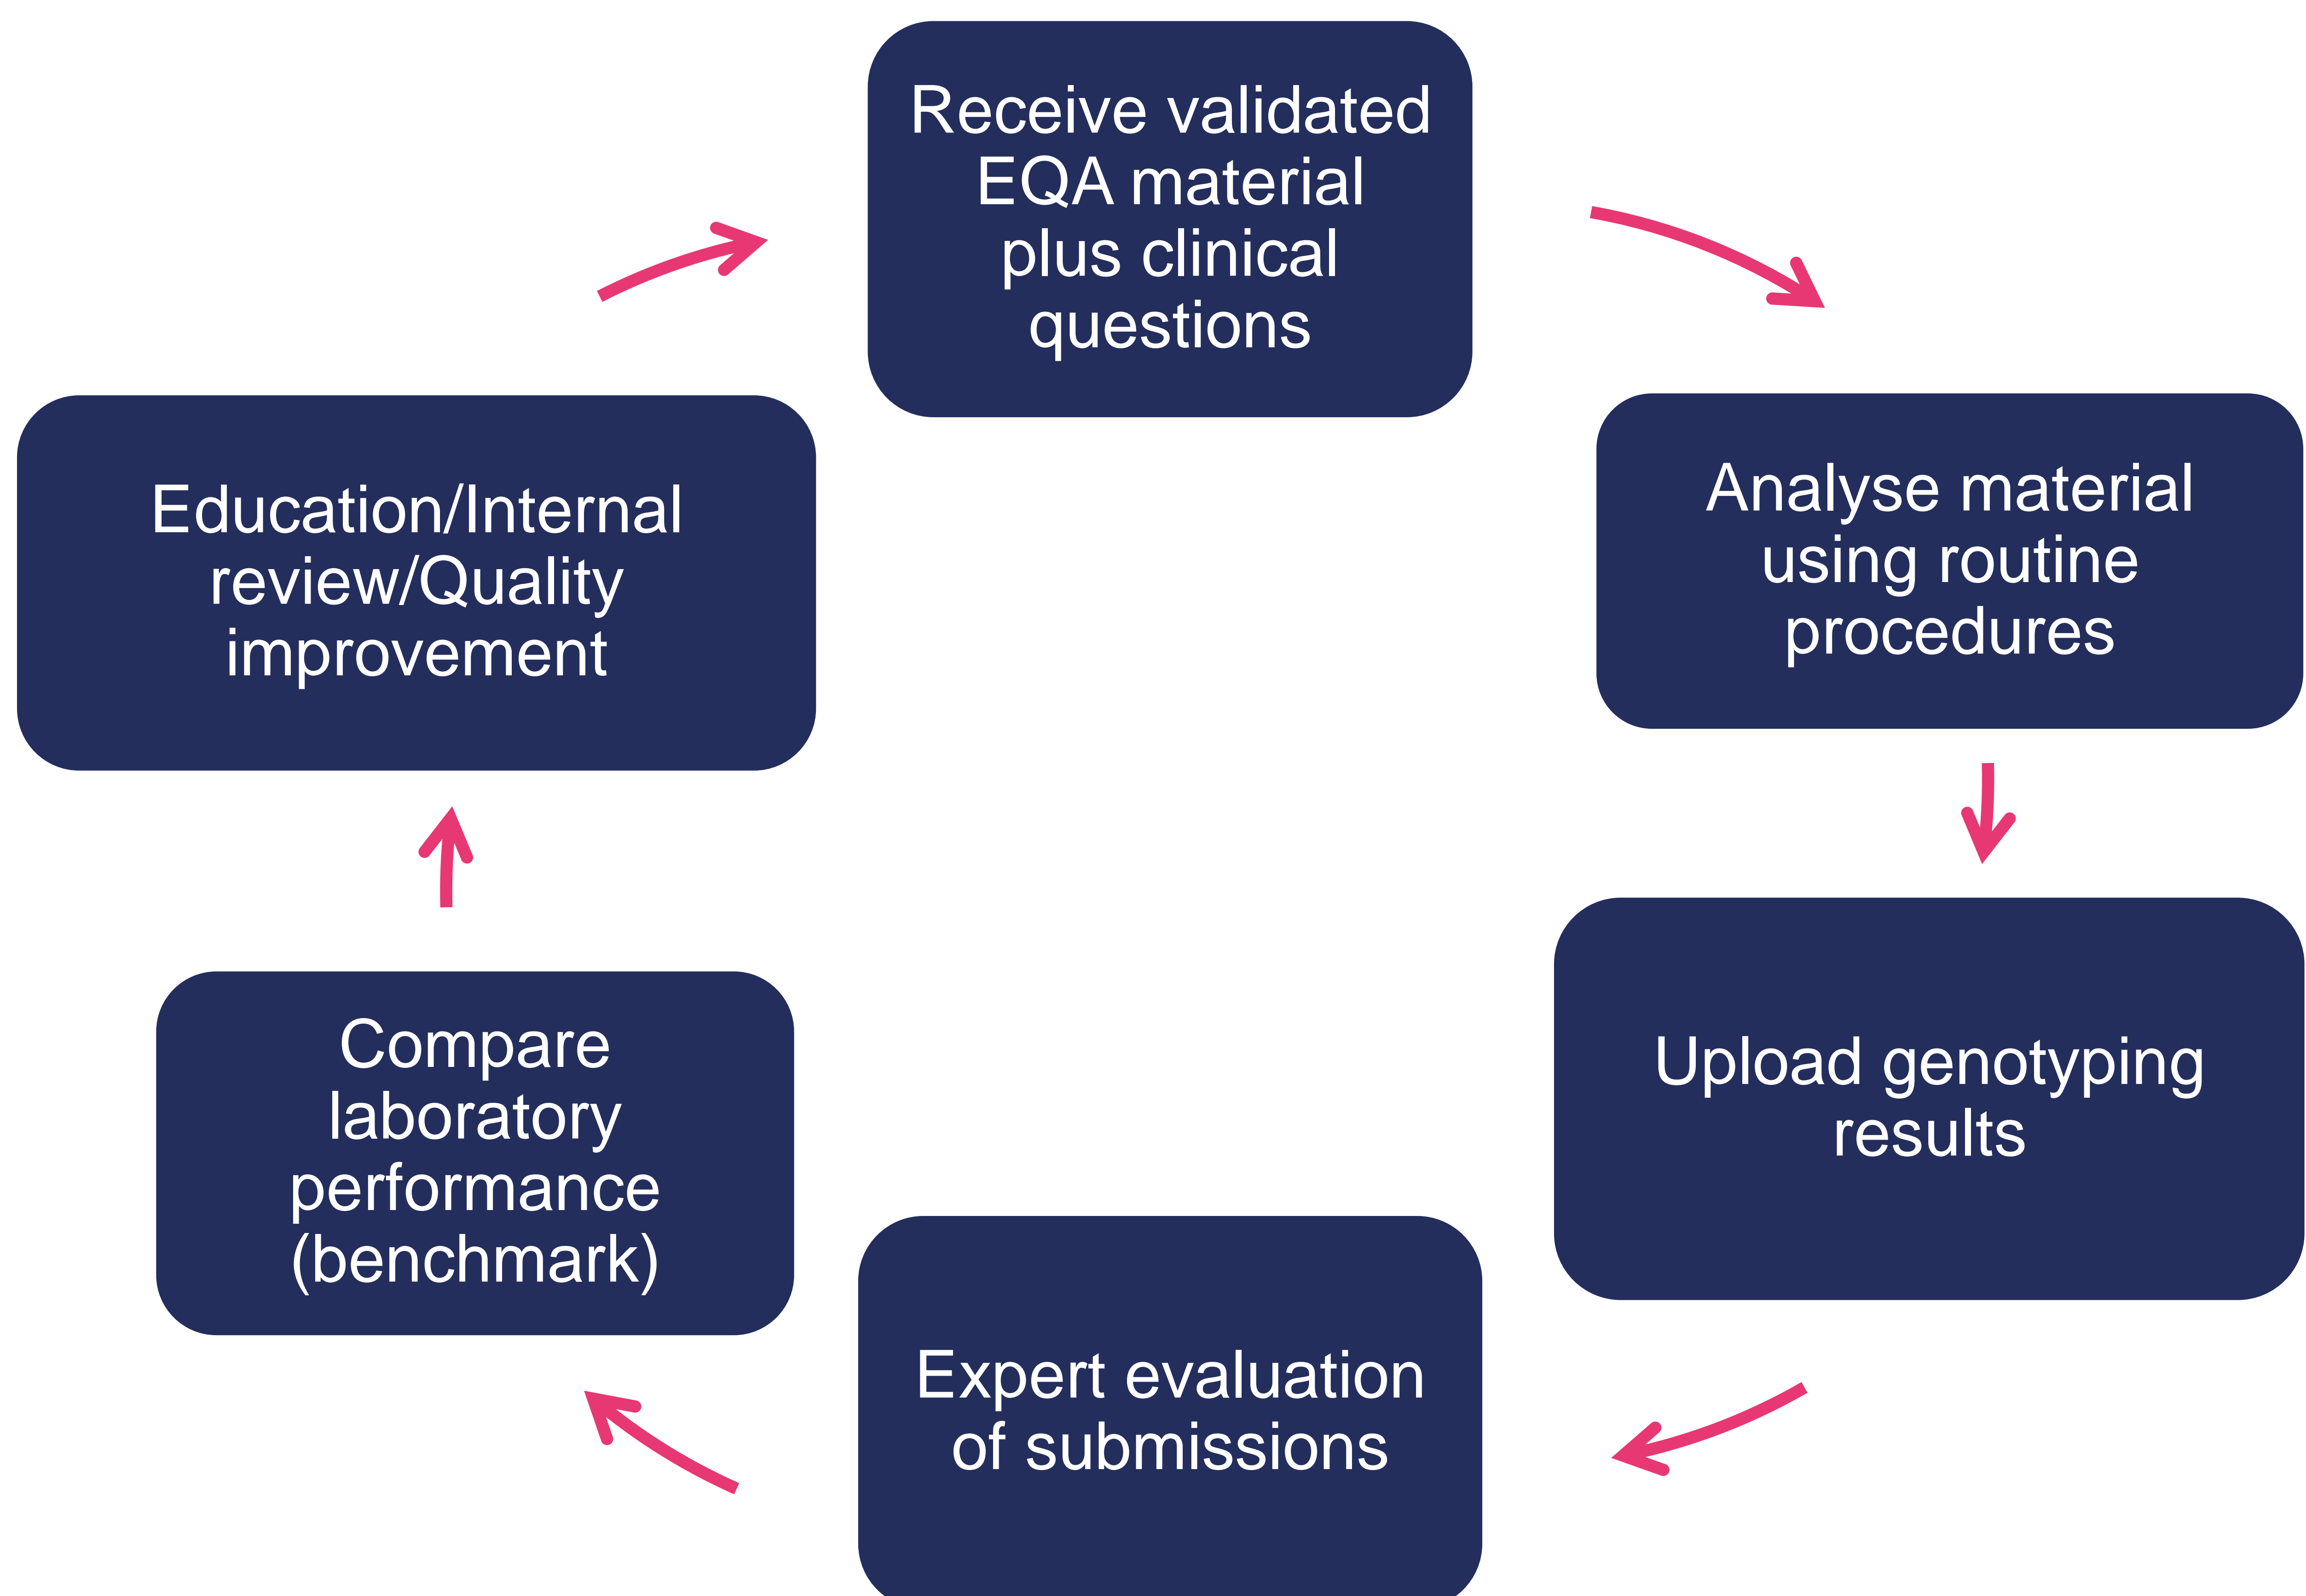 Receive validated
EQA material
plus clinical
questions
Analyse material
using routine
procedures
Upload genotyping
results
Expert evaluation
of submissions
Compare
laboratory
performance
(benchmark)
Education/Internal
review/Quality
improvement